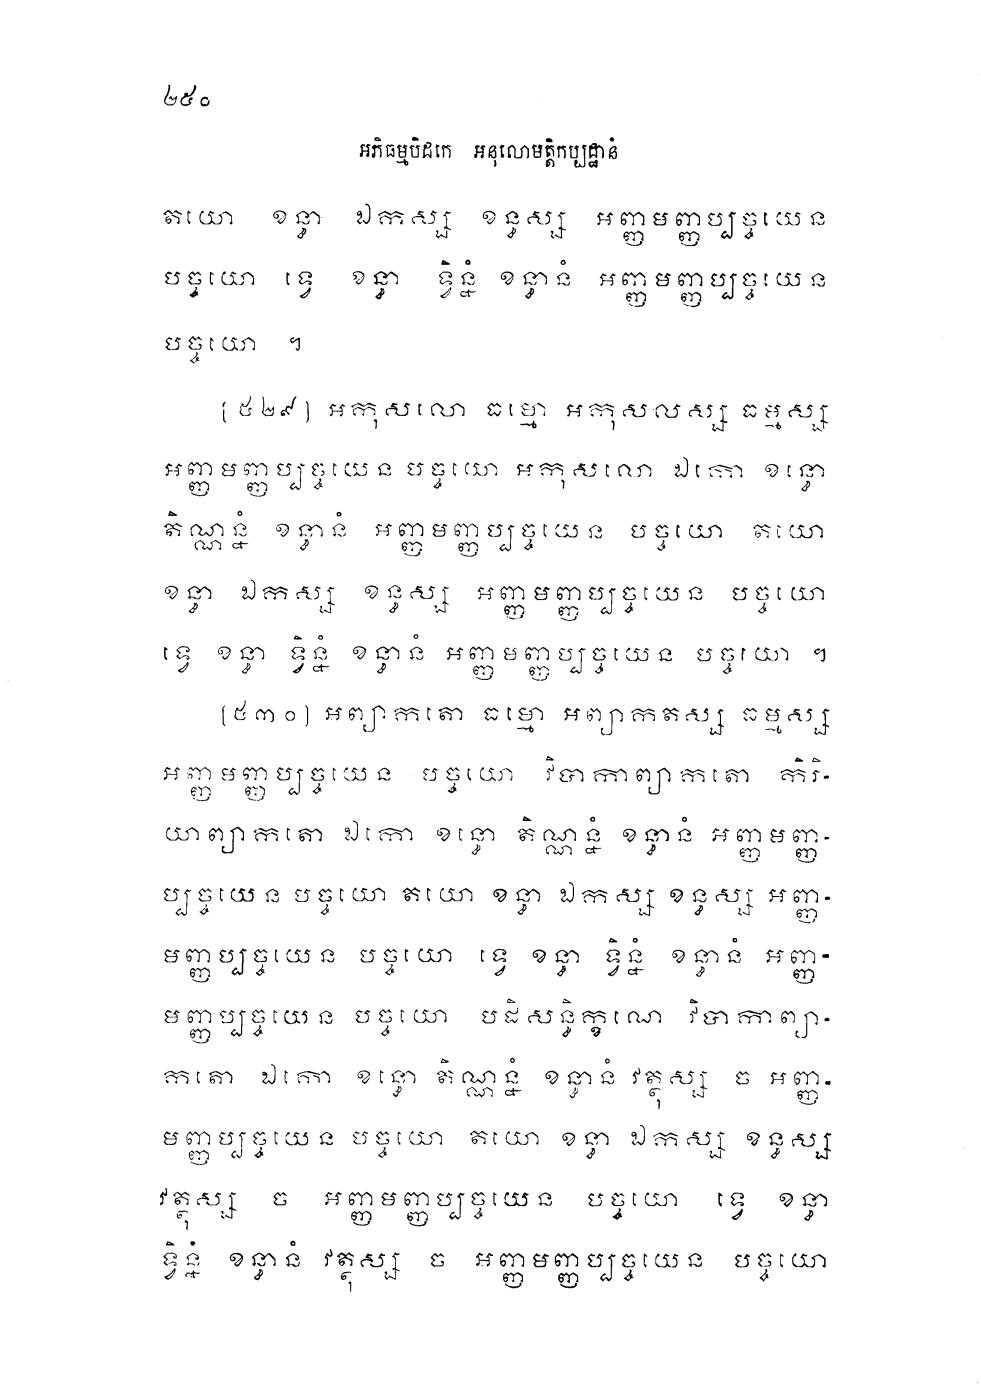 ២៥០
អភិធម្មបិដកេ អនុលោមត្តិកប្បដ្ឋានំ
តយោ ខន្ធា ឯកស្ស ខន្ធស្ស អញ្ញមញ្ញប្បច្ចយេន
បច្ចយោ ទ្វេ ខន្ធា ទ្វិន្នំ ខន្ធានំ អញ្ញមញ្ញប្បច្ចយេន
បច្ចយោ ។
[៥២៩] អកុសលោ ធម្មោ អកុសលស្ស ធម្មស្ស
អញ្ញមញ្ញប្បច្ចយេន បច្ចយោ អកុសលោ ឯកោ ខន្ធោ
តិណ្ណន្នំ ខន្ធានំ អញ្ញមញ្ញប្បច្ចយេន បច្ចយោ តយោ
ខន្ធា ឯកស្ស ខន្ធស្ស អញ្ញមញ្ញប្បច្ចយេន បច្ចយោ
ទ្វេ ខន្ធា ទ្វិន្នំ ខន្ធានំ អញ្ញមញ្ញប្បច្ចយេន បច្ចយោ ។
[៥៣០] អព្យាកតោ ធម្មោ អព្យាកតស្ស ធម្មស្ស
អញ្ញមញ្ញប្បច្ចយេន បច្ចយោ វិបាកាព្យាកតោ កិរិ-
យាព្យាកតោ ឯកោ ខន្ធោ តិណ្ណន្នំ ខន្ធានំ អញ្ញមញ្ញ-
ប្បច្ចយេន បច្ចយោ តយោ ខន្ធា ឯកស្ស ខន្ធស្ស អញ្ញ-
មញ្ញប្បច្ចយេន បច្ចយោ ទ្វេ ខន្ធា ទ្វិន្នំ ខន្ធានំ អញ្ញ-
មញ្ញប្បច្ចយេន បច្ចយោ បដិសន្ធិក្ខណេ វិបាកាព្យា-
កតោ ឯកោ ខន្ធោ តិណ្ណន្នំ ខន្ធានំ វត្ថុស្ស ច អញ្ញ-
មញ្ញប្បច្ចយេន បច្ចយោ តយោ ខន្ធា ឯកស្ស ខន្ធស្ស
វត្ថុស្ស ច អញ្ញមញ្ញប្បច្ចយេន បច្ចយោ ទ្វេ ខន្ធា
ទ្វិន្នំ ខន្ធានំ វត្ថុស្ស ច អញ្ញមញ្ញប្បច្ចយេន បច្ចយោ